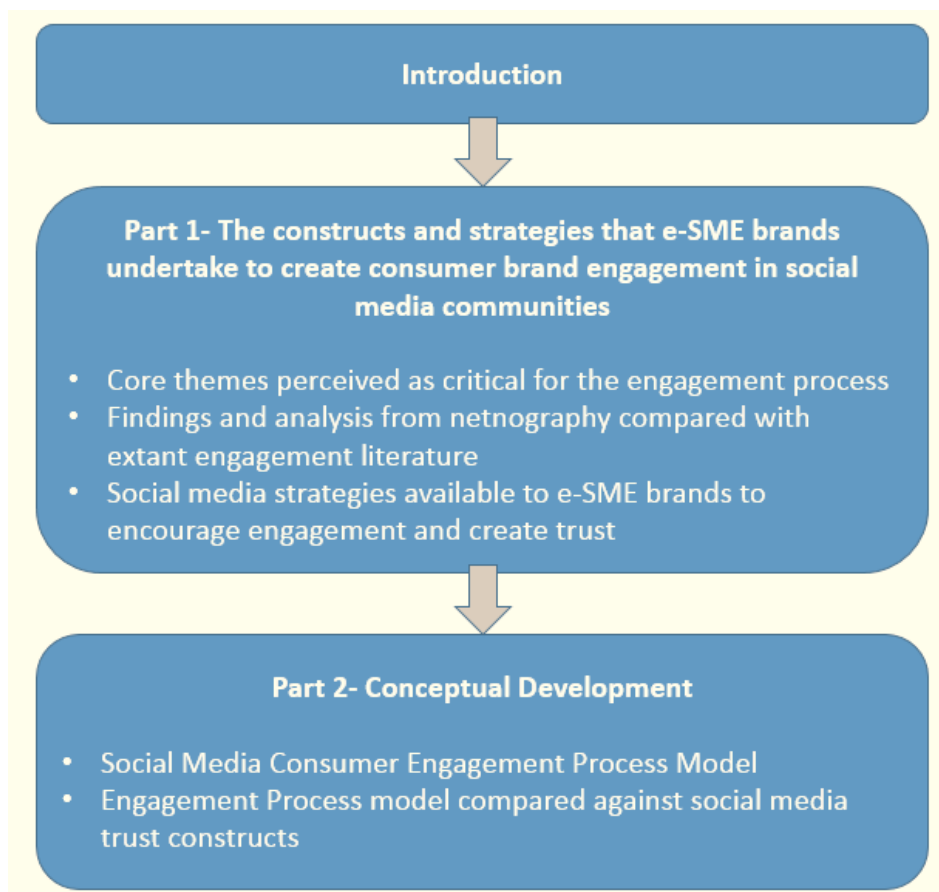 Introduction
Part 1- The constructs and strategies that e-SME brands
undertake to create consumer brand engagement in social
media communities
• Core themes perceived as critical for the engagement process
• Findings and analysis from netnography compared with
extant engagement literature
• Social media strategies available to e-SME brands to
encourage engagement and create trust
Part 2- Conceptual Development
• Social Media Consumer Engagement Process Model
• Engagement Process model compared against social media
trust constructs